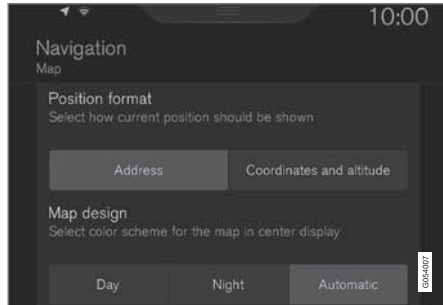 10:00
Navigation
Map
Position format
Select how current position should be shown
Address
Coordinates and altitude
Map design
Select color scheme for the map in center display
Day
Night
Automatic
G054007